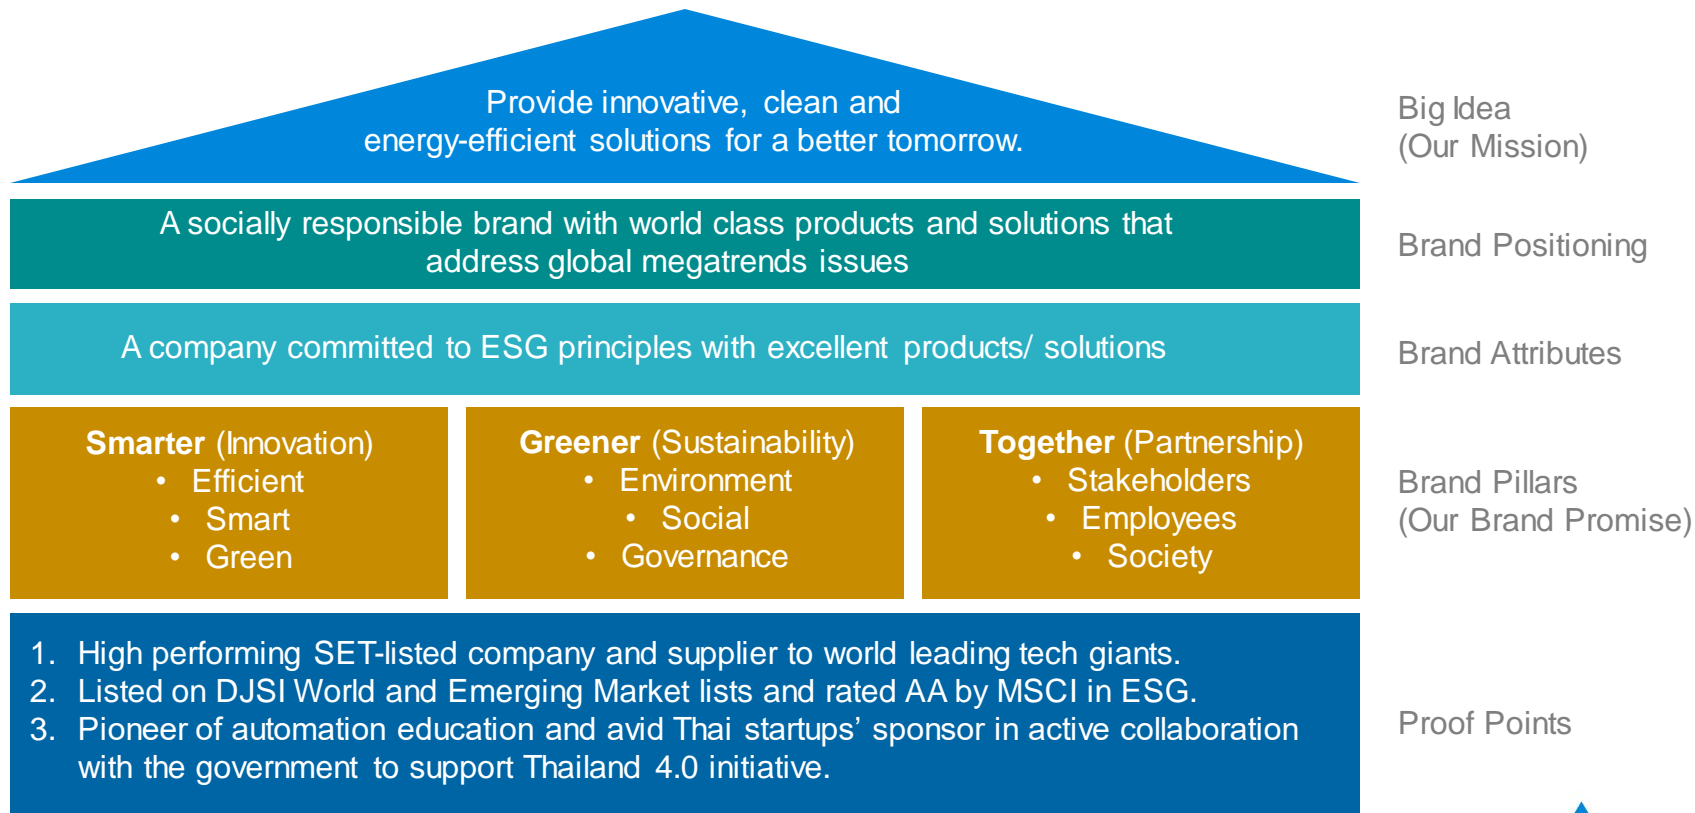 Provide innovative, clean and
energy-efficient solutions for a better tomorrow.
Big Idea
(Our Mission)
A socially responsible brand with world class products and solutions that
address global megatrends issues
Brand Positioning
A company committed to ESG principles with excellent products/ solutions
Brand Attributes
Smarter (Innovation)
• Efficient
• Smart
• Green
Greener (Sustainability)
• Environment
• Social
• Governance
Together (Partnership)
• Stakeholders
• Employees
• Society
Brand Pillars
(Our Brand Promise)
1. High performing SET-listed company and supplier to world leading tech giants.
2. Listed on DJSI World and Emerging Market lists and rated AA by MSCI in ESG.
3. Pioneer of automation education and avid Thai startups’ sponsor in active collaboration
with the government to support Thailand 4.0 initiative.
Proof Points